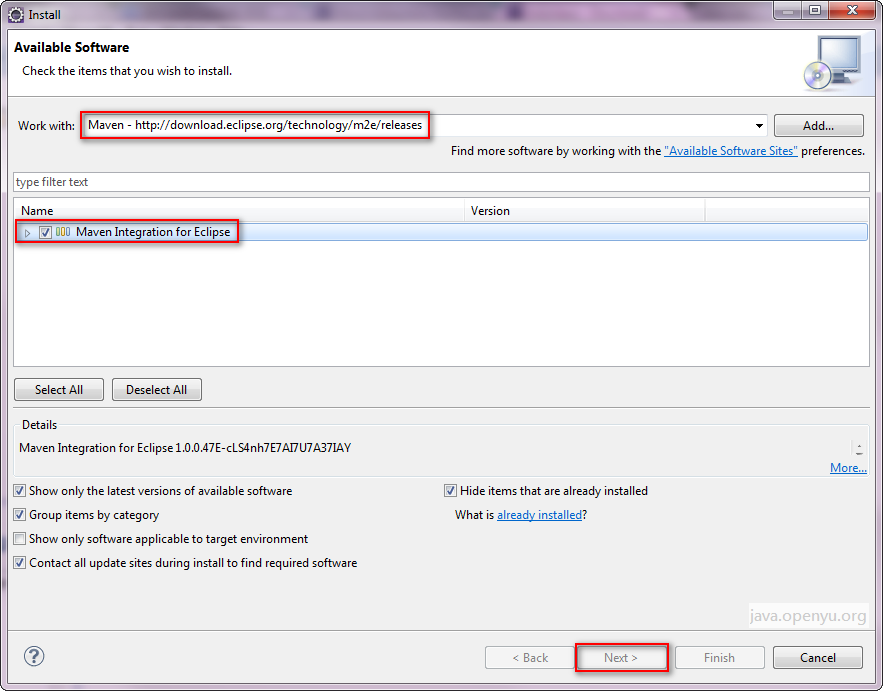 Install
Available Software
Check the items that you wish to install.
Work with: Maven - http://download.eclipse.org/technology/m2e/releases Add...
Find more software by working with the "Available Software Sites" preferences.
type filter text
Name Version
Maven Integration for Eclipse
Select All Deselect All
Details
Maven Integration for Eclipse 1.0.0.47E-cLS4nh7E7AI7U7A37IAY
More...
Show only the latest versions of available software Hide items that are already installed
Group items by category What is already installed?
Show only software applicable to target environment
Contact all update sites during install to find required software
java.openyu.org
? < Back Next > Finish Cancel